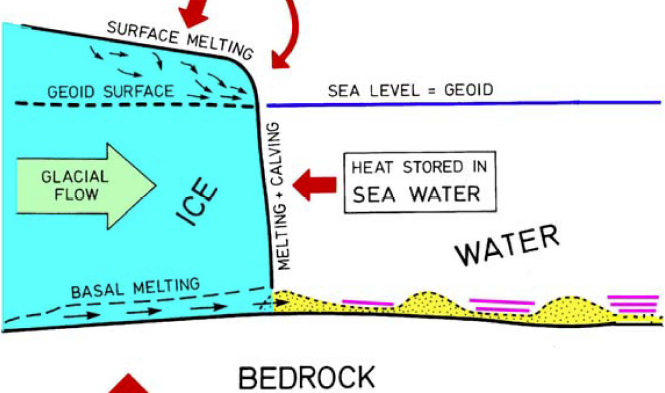 SURFACE MELTING
GEOID SURFACE
SEA LEVEL = GEOID
GLACIAL
FLOW
ICE
MELTING + CALVING
HEAT STORED IN
SEA WATER
WATER
BASAL MELTING
BEDROCK